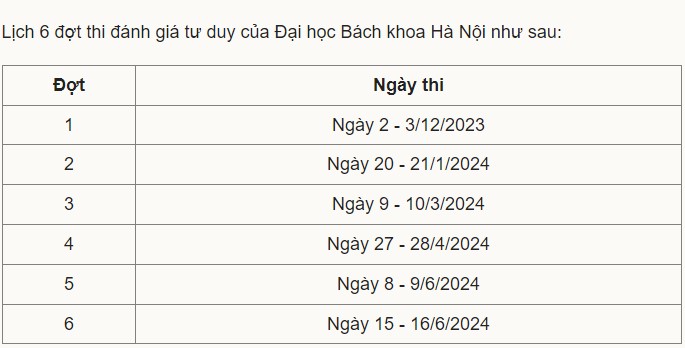 Lịch 6 đợt thi đánh giá tư duy của Đại học Bách khoa Hà Nội như sau:
Đợt Ngày thi
1 Ngày 2 - 3/12/2023
2 Ngày 20 - 21/1/2024
3 Ngày 9 - 10/3/2024
4 Ngày 27 - 28/4/2024
5 Ngày 8 - 9/6/2024
6 Ngày 15 - 16/6/2024